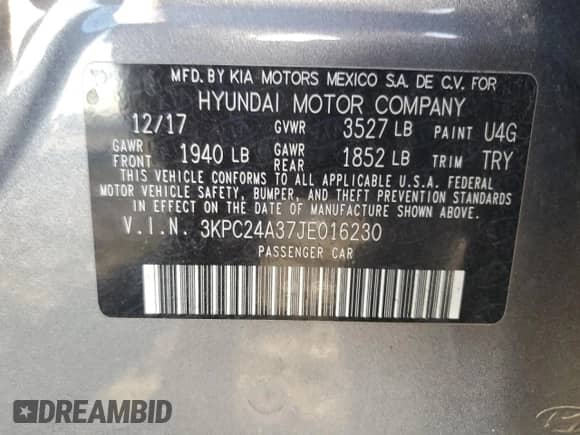 MFD. BY KIA MOTORS MEXICO S.A. DE C.V. FOR
HYUNDAI MOTOR COMPANY
12/17 GVWR 3527 LB PAINT U4G
GAWR FRONT 1940 LB GAWR REAR 1852 LB TRIM TRY
THIS VEHICLE CONFORMS TO ALL APPLICABLE U.S.A. FEDERAL
MOTOR VEHICLE SAFETY, BUMPER, AND THEFT PREVENTION
STANDARDS IN EFFECT ON THE DATE OF MANUFACTURE SHOWN ABOVE.
V.I.N. 3KPC24A37JE016230
PASSENGER CAR
DREAMBID